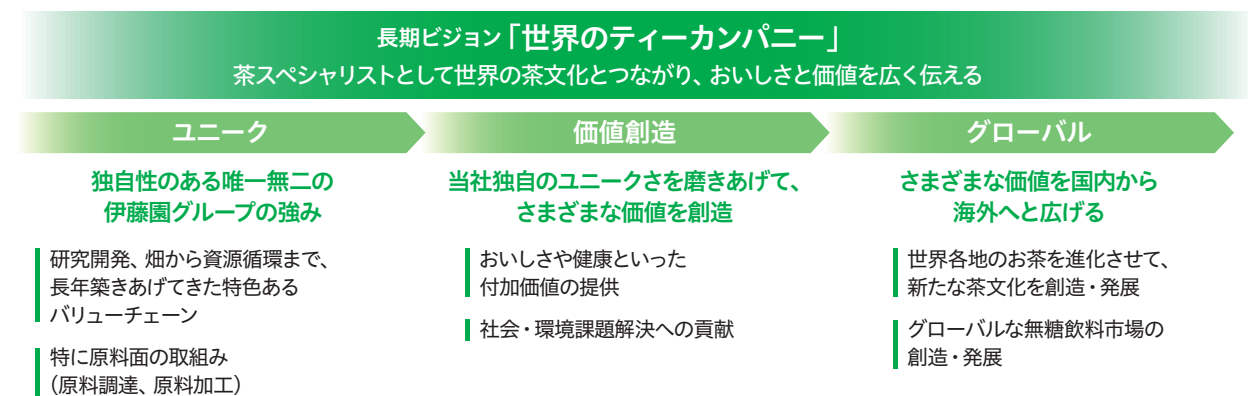 長期ビジョン「世界のティーカンパニー」
茶スペシャリストとして世界の茶文化とつながり、おいしさと価値を広く伝える
ユニーク
独自性のある唯一無二の
伊藤園グループの強み
研究開発、畑から資源循環まで、
長年築きあげてきた特色ある
バリューチェーン
特に原料面の取組み
（原料調達、原料加工）
価値創造
当社独自のユニークさを磨きあげて、
さまざまな価値を創造
おいしさや健康といった
付加価値の提供
社会・環境課題解決への貢献
グローバル
さまざまな価値を国内から
海外へと広げる
世界各地のお茶を進化させて、
新たな茶文化を創造・発展
グローバルな無糖飲料市場の
創造・発展